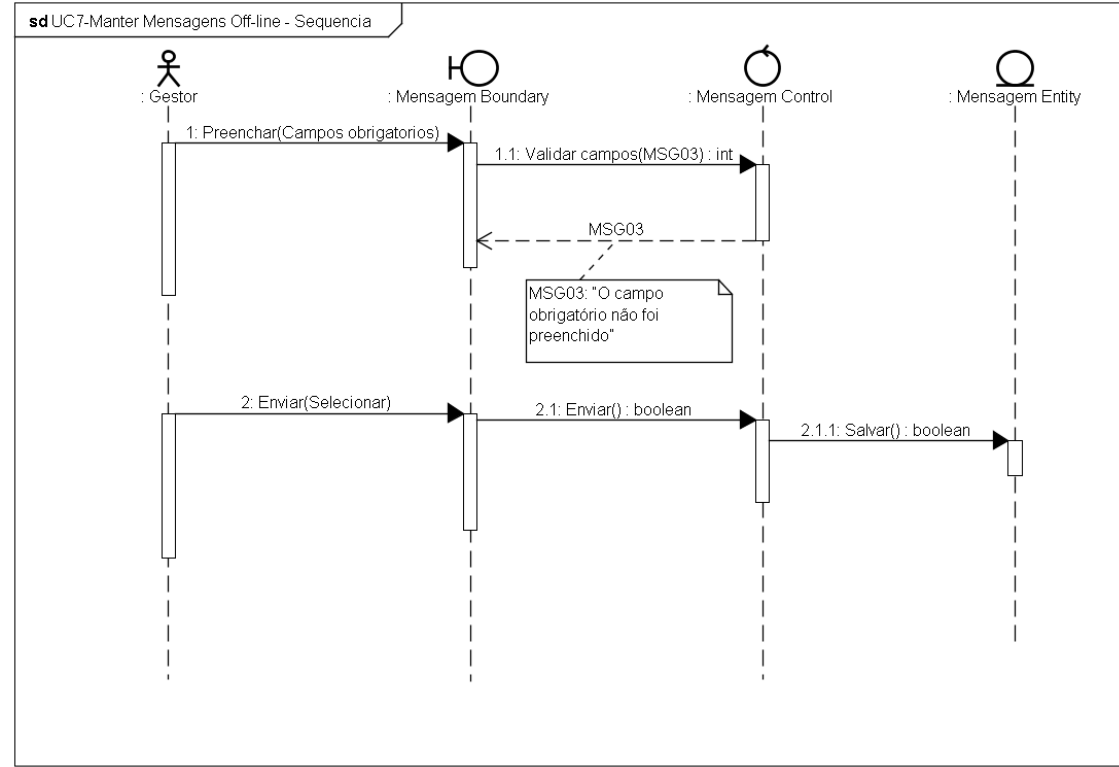 sd UC7-Manter Mensagens Off-line - Sequencia
: Gestor
: Mensagem Boundary
: Mensagem Control
: Mensagem Entity
1: Preenchar(Campos obrigatorios)
1.1: Validar campos(MSG03) : int
MSG03
MSG03: "O campo
obrigatório não foi
preenchido"
2: Enviar(Selecionar)
2.1: Enviar() : boolean
2.1.1: Salvar() : boolean